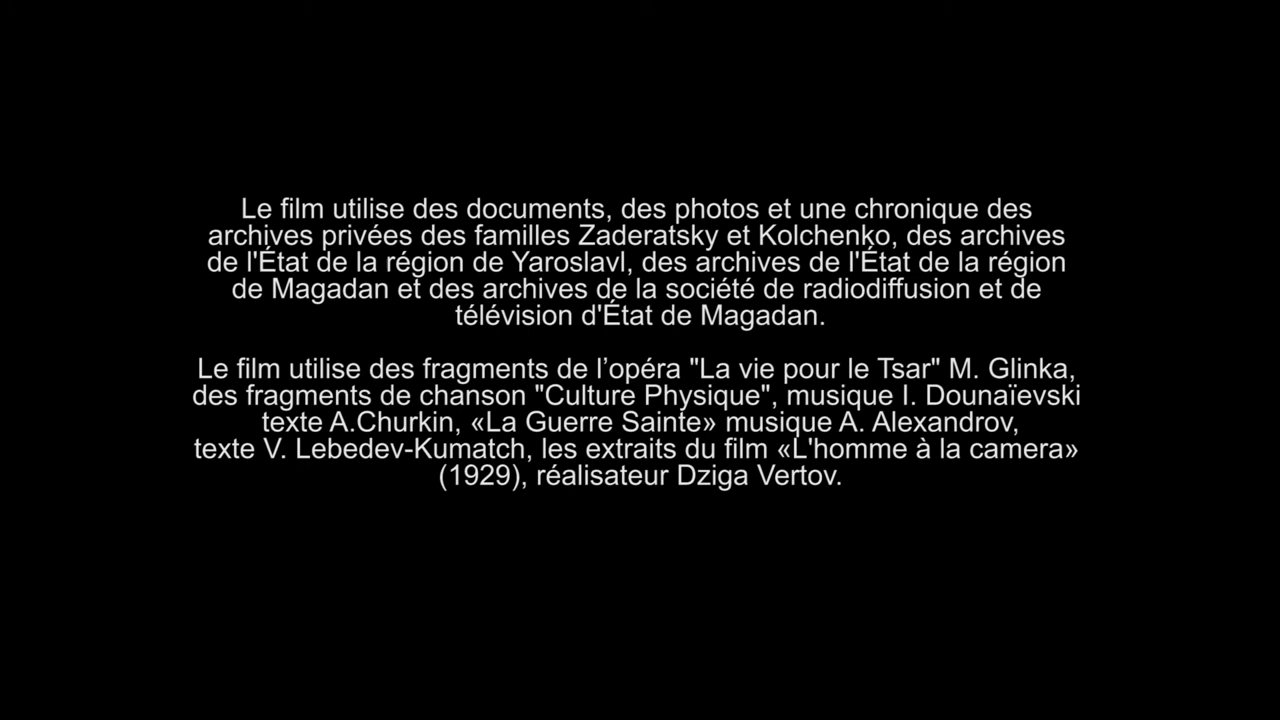 Le film utilise des documents, des photos et une chronique des
archives privées des familles Zaderatsky et Kolchenko, des archives
de l'État de la région de Yaroslavl, des archives de l'État de la région
de Magadan et des archives de la société de radiodiffusion et de
télévision d'État de Magadan.
Le film utilise des fragments de l’opéra "La vie pour le Tsar" M. Glinka,
des fragments de chanson "Culture Physique", musique I. Dounaïevski
texte A.Churkin, «La Guerre Sainte» musique A. Alexandrov,
texte V. Lebedev-Kumatch, les extraits du film «L'homme à la camera»
(1929), réalisateur Dziga Vertov.